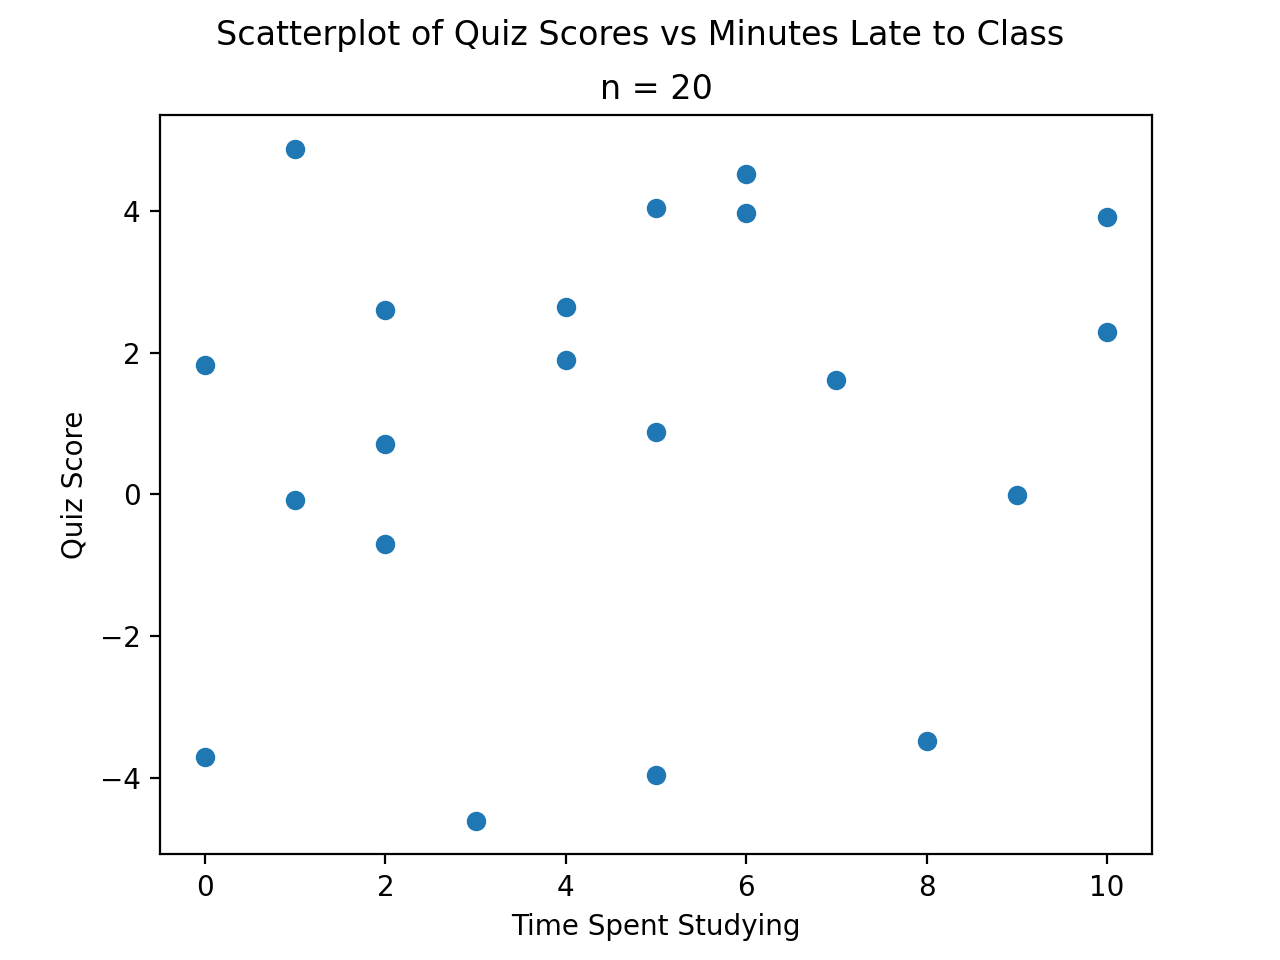 Scatterplot of Quiz Scores vs Minutes Late to Class
n = 20
4
2
0
−2
−4
Quiz Score
0 2 4 6 8 10
Time Spent Studying